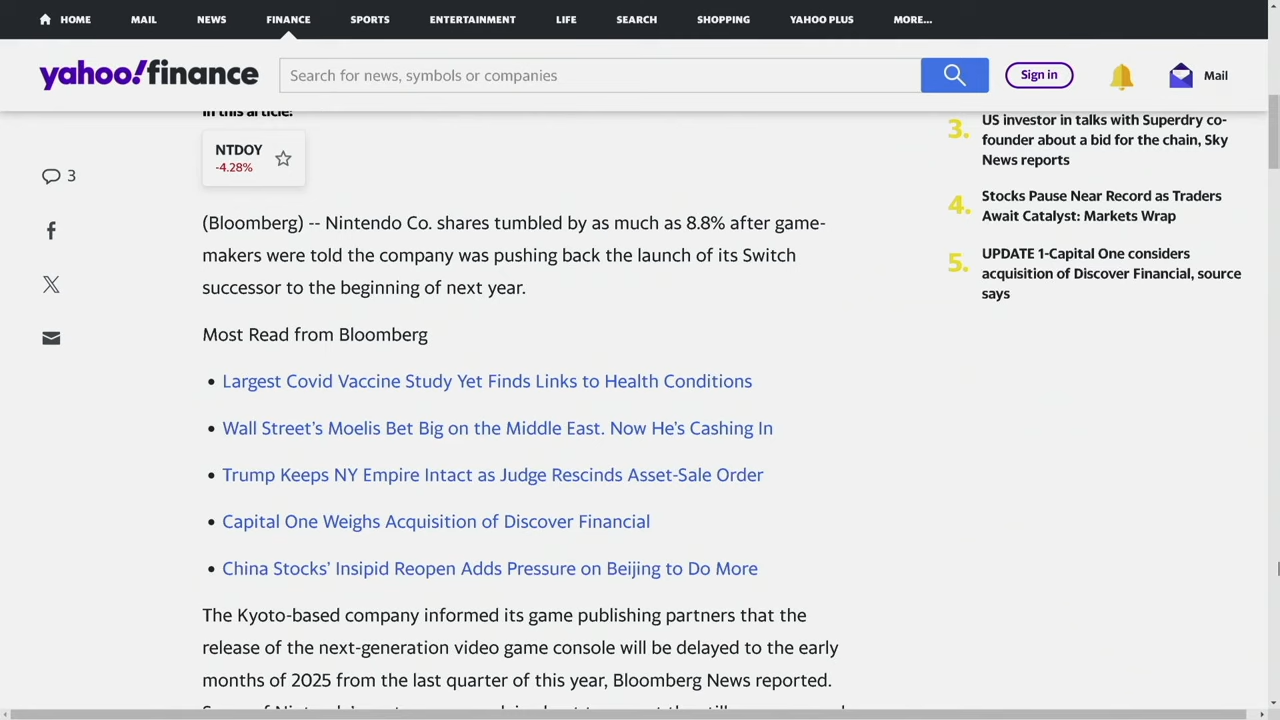 HOME MAIL NEWS FINANCE SPORTS ENTERTAINMENT LIFE SEARCH SHOPPING YAHOO PLUS MORE...
yahoo!finance
Search for news, symbols or companies
Sign in
Mail
In this article:
NTDOY
-4.28%
3
(Bloomberg) -- Nintendo Co. shares tumbled by as much as 8.8% after game-
makers were told the company was pushing back the launch of its Switch
successor to the beginning of next year.
Most Read from Bloomberg
• Largest Covid Vaccine Study Yet Finds Links to Health Conditions
• Wall Street’s Moelis Bet Big on the Middle East. Now He’s Cashing In
• Trump Keeps NY Empire Intact as Judge Rescinds Asset-Sale Order
• Capital One Weighs Acquisition of Discover Financial
• China Stocks’ Insipid Reopen Adds Pressure on Beijing to Do More
The Kyoto-based company informed its game publishing partners that the
release of the next-generation video game console will be delayed to the early
months of 2025 from the last quarter of this year, Bloomberg News reported.
3. US investor in talks with Superdry co-
founder about a bid for the chain, Sky
News reports
4. Stocks Pause Near Record as Traders
Await Catalyst: Markets Wrap
5. UPDATE 1-Capital One considers
acquisition of Discover Financial, source
says